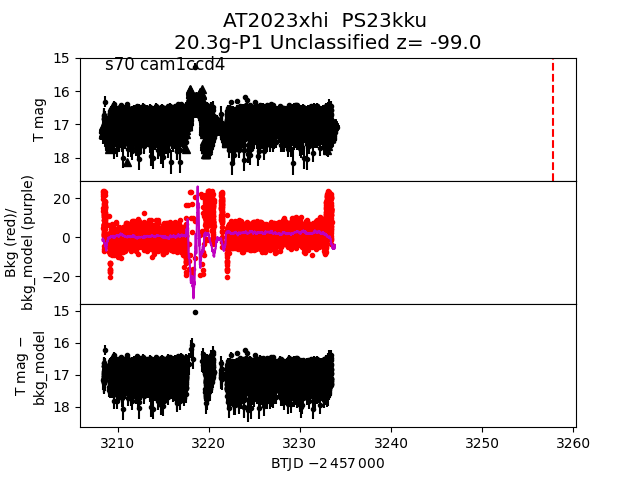 AT2023xhi PS23kku
20.3g-P1 Unclassified z= -99.0
s70 cam1ccd4
15
16
17
18
T mag
20
0
−20
Bkg (red)/
bkg_model (purple)
15
16
17
18
T mag −
bkg_model
3210 3220 3230 3240 3250 3260
BTJD −2 457 000